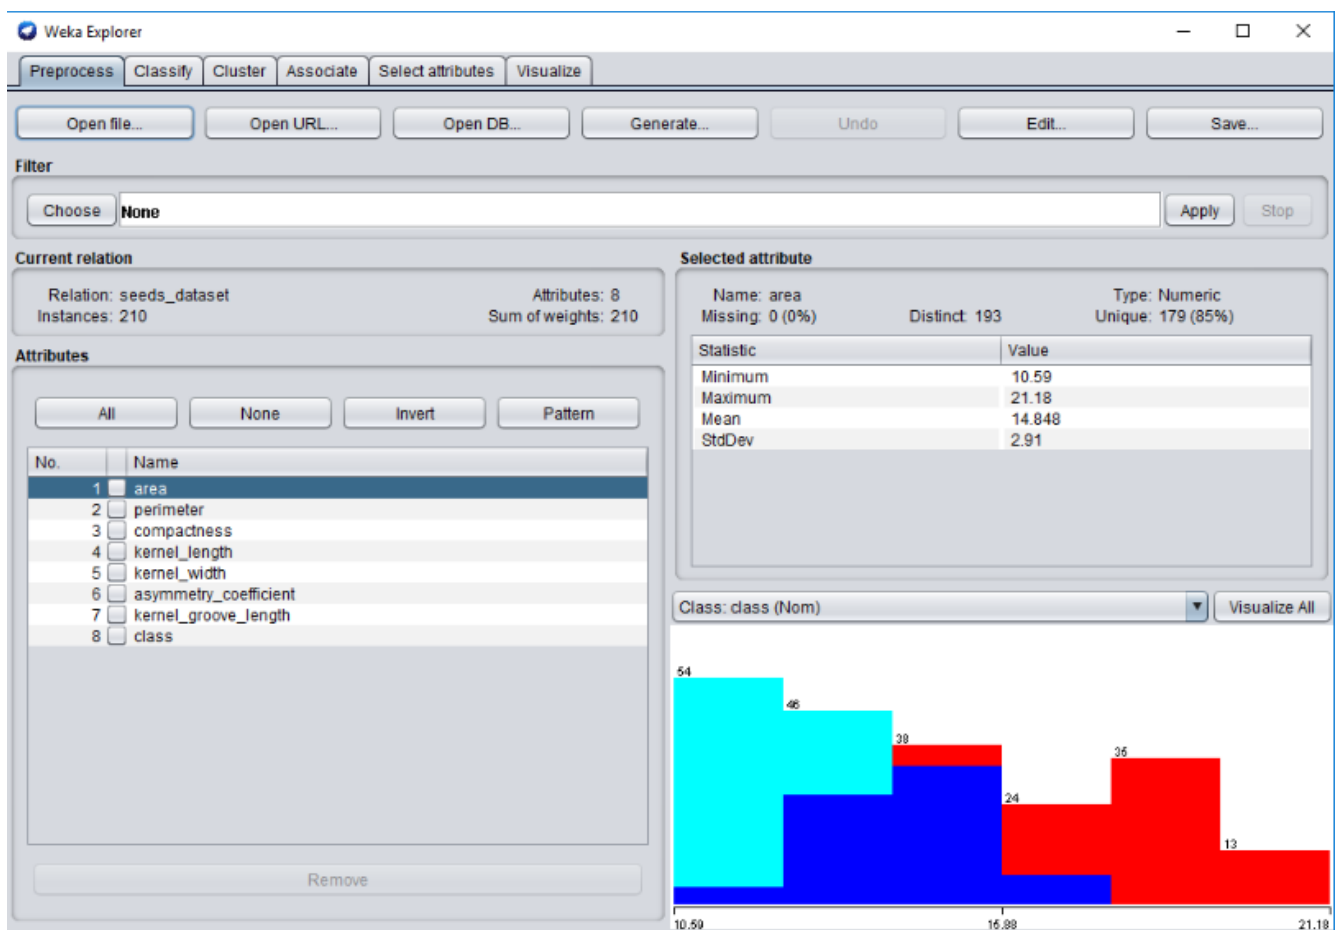 Weka Explorer
Preprocess Classify Cluster Associate Select attributes Visualize
Open file... Open URL... Open DB... Generate... Undo Edit... Save...
Filter
Choose None Apply Stop
Current relation
Relation: seeds_dataset Attributes: 8
Instances: 210 Sum of weights: 210
Attributes
All None Invert Pattern
No. Name
1 area
2 perimeter
3 compactness
4 kernel_length
5 kernel_width
6 asymmetry_coefficient
7 kernel_groove_length
8 class
Remove
Selected attribute
Name: area Type: Numeric
Missing: 0 (0%) Distinct: 193 Unique: 179 (85%)
Statistic Value
Minimum 10.59
Maximum 21.18
Mean 14.848
StdDev 2.91
Class: class (Nom) Visualize All
54
46
38
24
35
13
10.59 15.88 21.18